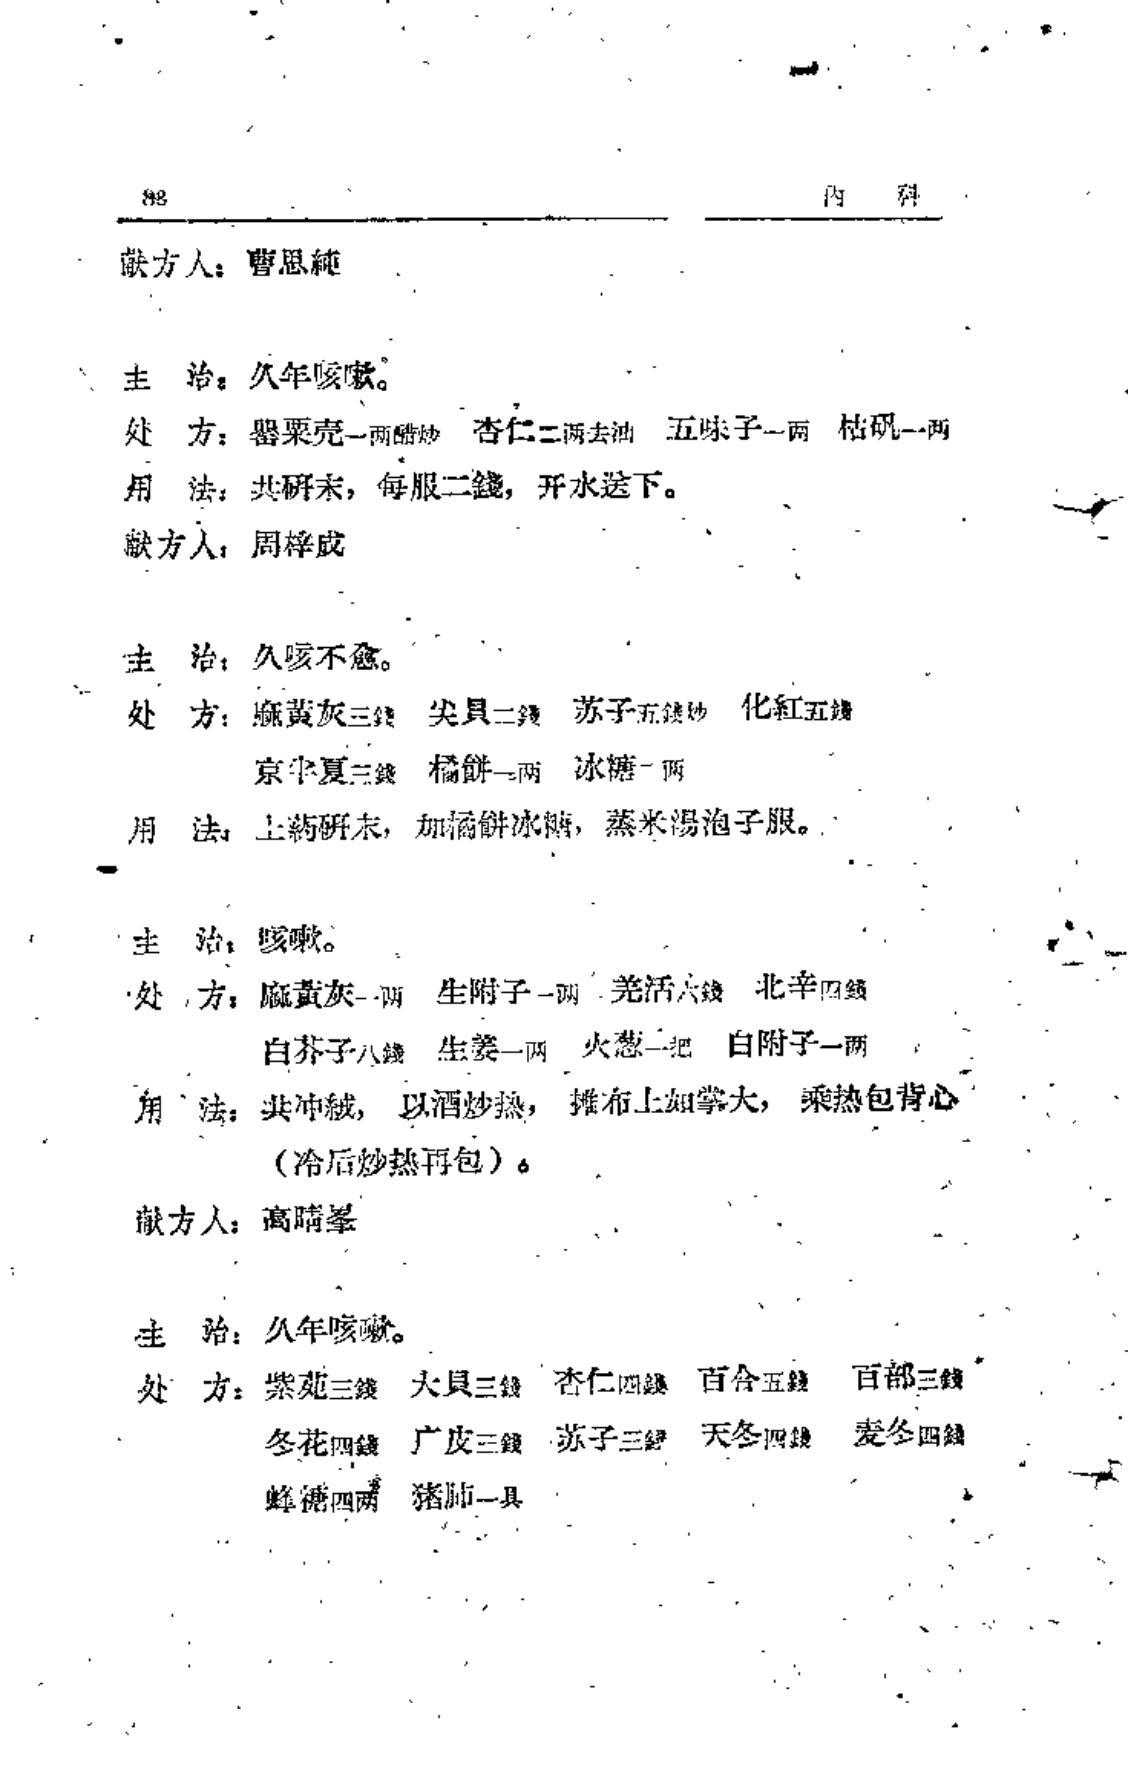 88 內 科
献方人：曹思純
主 治：久年咳嗽。
处 方：罂粟壳一两醋炒 杏仁二两去油 五味子一两 枯矾一两
用 法：共研末，每服二錢，开水送下。
献方人：周梓成
主 治：久咳不愈。
处 方：麻黃灰三錢 尖貝二錢 苏子五錢炒 化紅五錢
京半夏三錢 橘餅一两 冰糖一两
用 法：上药研末，加橘餅冰糖，蒸米湯泡子服。
主 治：咳嗽。
处 方：麻黃灰一两 生附子一两 羌活六錢 北辛四錢
白芥子八錢 生姜一两 火葱一把 白附子一两
用 法：共冲絨，以酒炒热，摊布上如掌大，乘热包背心
（冷后炒热再包）。
献方人：高晴峯
主 治：久年咳嗽。
处 方：紫苑三錢 大貝三錢 杏仁四錢 百合五錢 百部三錢
冬花四錢 广皮三錢 苏子三錢 天冬四錢 麦冬四錢
蜂糖四两 猪肺一具